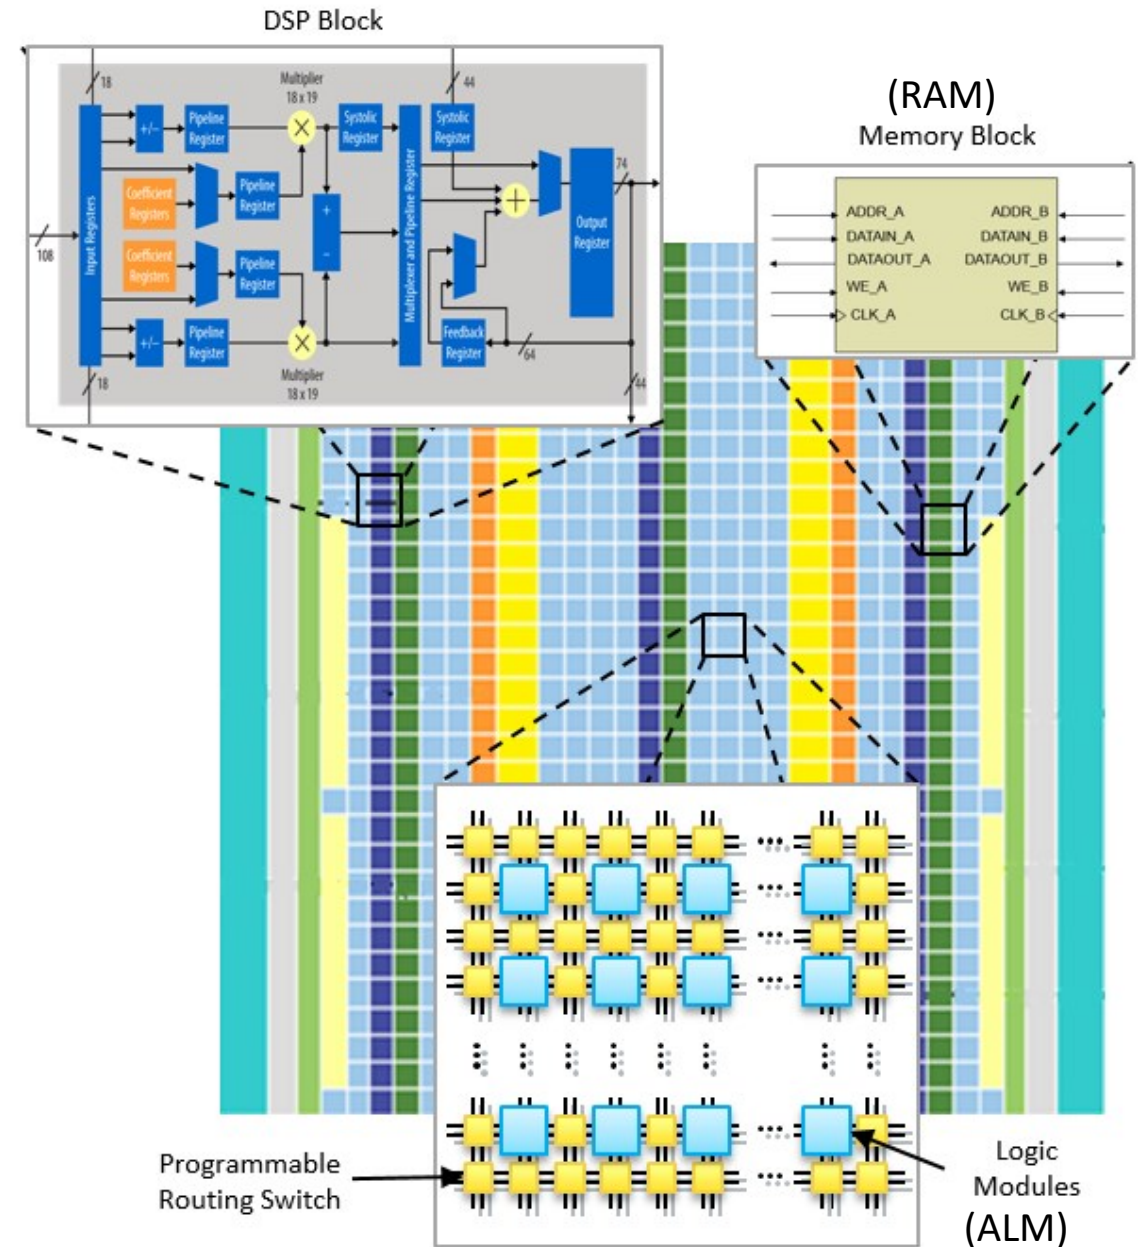 DSP Block
18
44
Multiplier
18 x 19
+/−
Pipeline
Register
Systolic
Register
Systolic
Register
Coefficient
Registers
Pipeline
Register
Input Registers
108
+
−
Multiplexer and Pipeline Register
+
74
Output
Register
Coefficient
Registers
Pipeline
Register
+/−
Pipeline
Register
Feedback
Register
64
Multiplier
18 x 19
18
44
(RAM)
Memory Block
ADDR_A ADDR_B
DATAIN_A DATAIN_B
DATAOUT_A DATAOUT_B
WE_A WE_B
CLK_A CLK_B
Programmable
Routing Switch
Logic
Modules
(ALM)